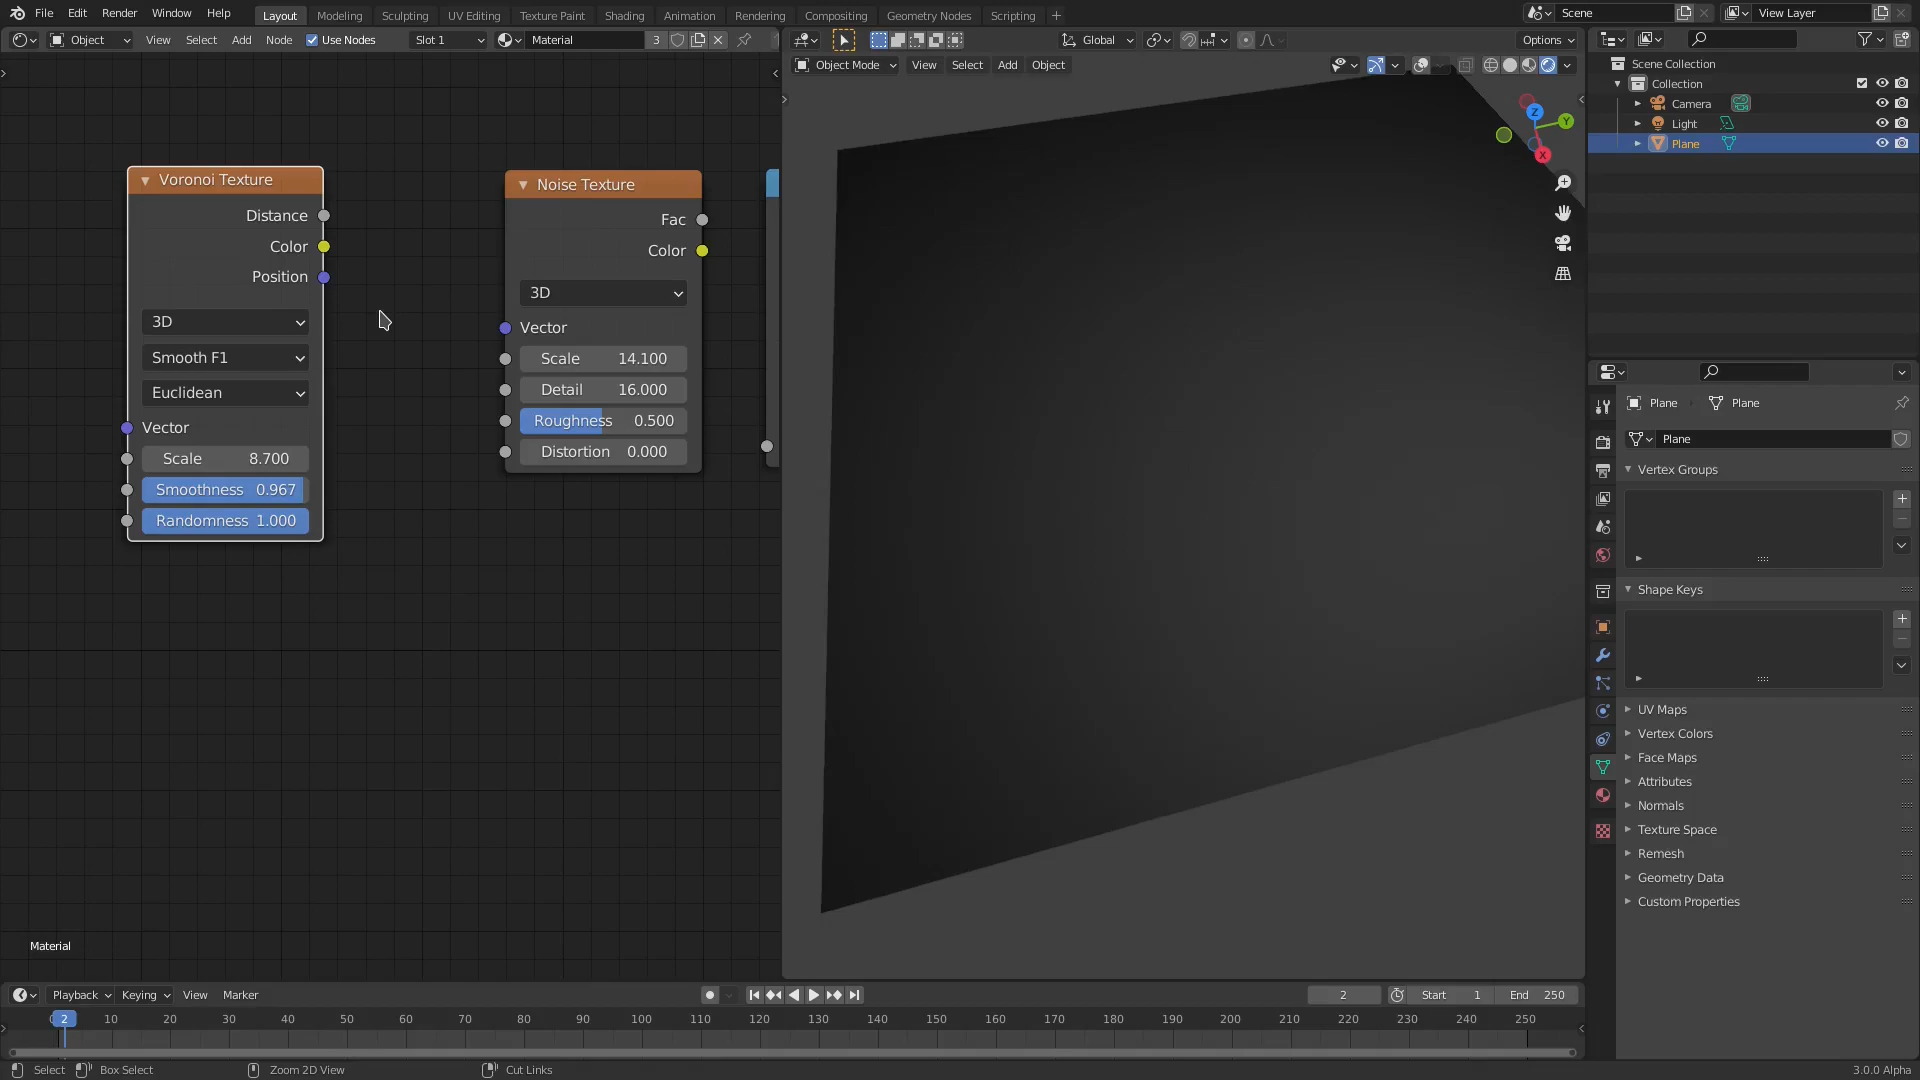 File Edit Render Window Help Layout Modeling Sculpting UV Editing Texture Paint Shading Animation Rendering Compositing Geometry Nodes Scripting + Scene View Layer
Object View Select Add Node Use Nodes Slot 1 Material 3 Global Options
Object Mode View Select Add Object
Scene Collection
Collection
Camera
Light
Plane
Z
Y
X
Voronoi Texture
Distance
Color
Position
3D
Smooth F1
Euclidean
Vector
Scale 8.700
Smoothness 0.967
Randomness 1.000
Noise Texture
Fac
Color
3D
Vector
Scale 14.100
Detail 16.000
Roughness 0.500
Distortion 0.000
Material
Plane Plane
Plane
Vertex Groups
Shape Keys
UV Maps
Vertex Colors
Face Maps
Attributes
Normals
Texture Space
Remesh
Geometry Data
Custom Properties
Playback Keying View Marker 2 Start 1 End 250
2 10 20 30 40 50 60 70 80 90 100 110 120 130 140 150 160 170 180 190 200 210 220 230 240 250
Select Box Select Zoom 2D View Cut Links 3.0.0 Alpha